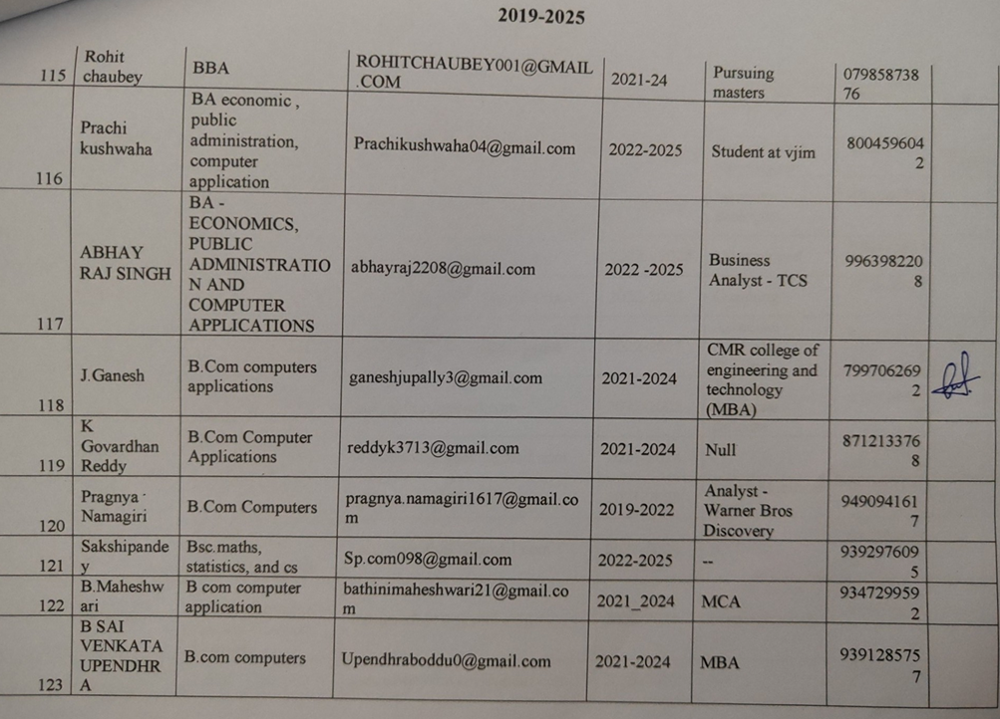 2019-2025
115 Rohit chaubey BBA ROHITCHAUBEY001@GMAIL.COM 2021-24 Pursuing masters 07985873876
116 Prachi kushwaha BA economic , public administration, computer application Prachikushwaha04@gmail.com 2022-2025 Student at vjim 8004596042
117 ABHAY RAJ SINGH BA - ECONOMICS, PUBLIC ADMINISTRATION AND COMPUTER APPLICATIONS abhayraj2208@gmail.com 2022 -2025 Business Analyst - TCS 9963982208
118 J.Ganesh B.Com computers applications ganeshjupally3@gmail.com 2021-2024 CMR college of engineering and technology (MBA) 7997062692
119 K Govardhan Reddy B.Com Computer Applications reddyk3713@gmail.com 2021-2024 Null 8712133768
120 Pragnya Namagiri B.Com Computers pragnya.namagiri1617@gmail.com 2019-2022 Analyst - Warner Bros Discovery 9490941617
121 Sakshipandey Bsc.maths, statistics, and cs Sp.com098@gmail.com 2022-2025 -- 9392976095
122 B.Maheshwari B com computer application bathinimaheshwari21@gmail.com 2021_2024 MCA 9347299592
123 B SAI VENKATA UPENDHRA B.com computers Upendhraboddu0@gmail.com 2021-2024 MBA 9391285757